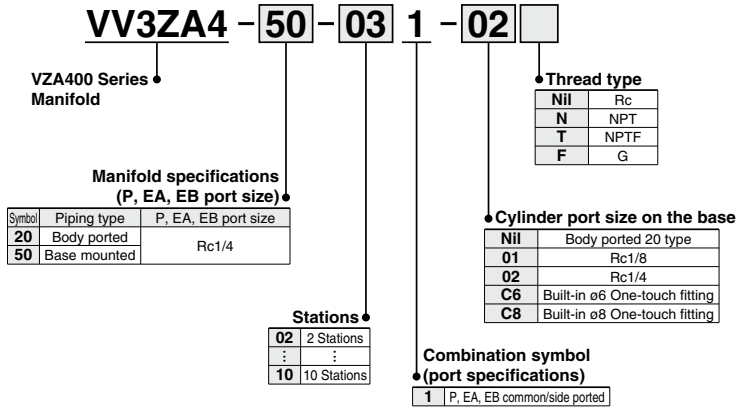 VV3ZA4 - 50 - 03 1 - 02
VZA400 Series
Manifold
Thread type
Nil Rc
N NPT
T NPTF
F G
Manifold specifications
(P, EA, EB port size)
Symbol Piping type P, EA, EB port size
20 Body ported Rc1/4
50 Base mounted
Cylinder port size on the base
Nil Body ported 20 type
01 Rc1/8
02 Rc1/4
C6 Built-in ø6 One-touch fitting
C8 Built-in ø8 One-touch fitting
Stations
02 2 Stations
⋮ ⋮
10 10 Stations
Combination symbol
(port specifications)
1 P, EA, EB common/side ported